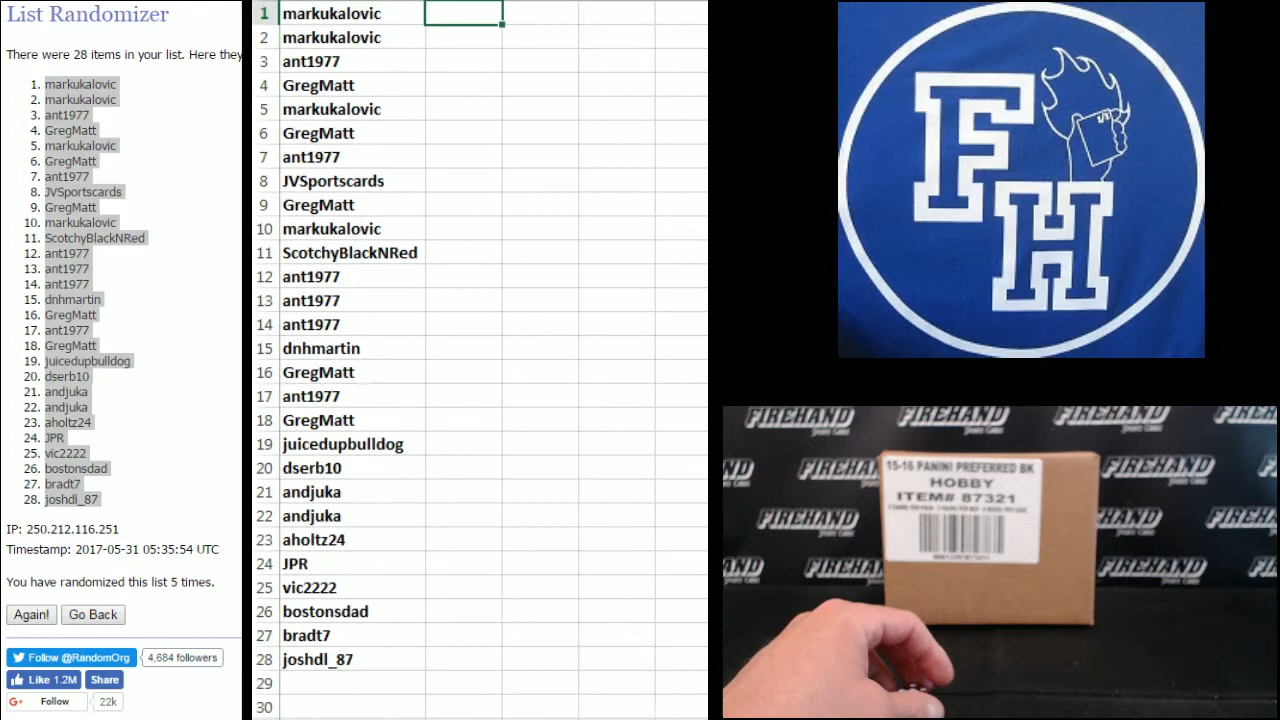 List Randomizer
There were 28 items in your list. Here they
1. markukalovic
2. markukalovic
3. ant1977
4. GregMatt
5. markukalovic
6. GregMatt
7. ant1977
8. JVSportscards
9. GregMatt
10. markukalovic
11. ScotchyBlackNRed
12. ant1977
13. ant1977
14. ant1977
15. dnhmartin
16. GregMatt
17. ant1977
18. GregMatt
19. juicedupbulldog
20. dserb10
21. andjuka
22. andjuka
23. aholtz24
24. JPR
25. vic2222
26. bostonsdad
27. bradt7
28. joshdl_87
IP: 250.212.116.251
Timestamp: 2017-05-31 05:35:54 UTC
You have randomized this list 5 times.
Again! Go Back
Follow @RandomOrg 4,684 followers
Like 1.2M Share
G+ Follow 22k
1 markukalovic
2 markukalovic
3 ant1977
4 GregMatt
5 markukalovic
6 GregMatt
7 ant1977
8 JVSportscards
9 GregMatt
10 markukalovic
11 ScotchyBlackNRed
12 ant1977
13 ant1977
14 ant1977
15 dnhmartin
16 GregMatt
17 ant1977
18 GregMatt
19 juicedupbulldog
20 dserb10
21 andjuka
22 andjuka
23 aholtz24
24 JPR
25 vic2222
26 bostonsdad
27 bradt7
28 joshdl_87
29
30
F
H
1/1
FIREHAND FIREHAND FIREHAND
FIREHAND FIREHAND
FIREHAND FIREHAND
15-16 PANINI PREFERRED BK
HOBBY
ITEM# 87321